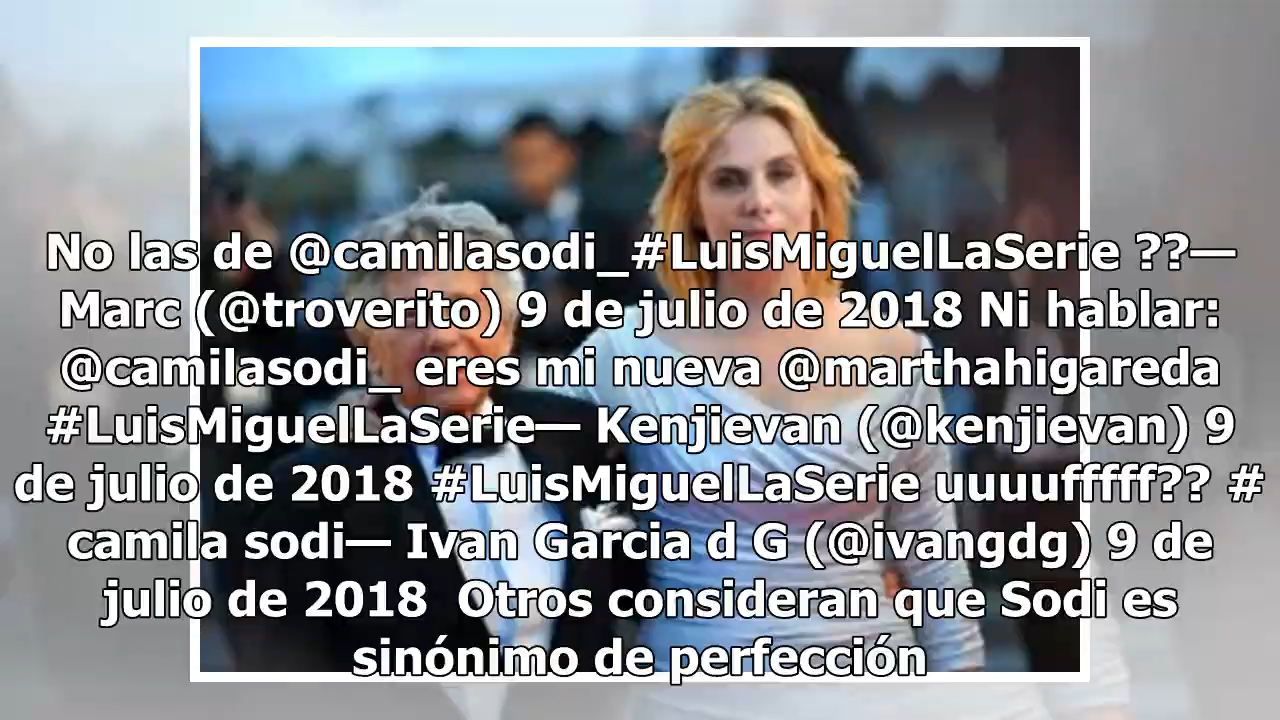 No las de @camilasodi_#LuisMiguelLaSerie ??—
Marc (@troverito) 9 de julio de 2018 Ni hablar:
@camilasodi_ eres mi nueva @marthahigareda
#LuisMiguelLaSerie— Kenjievan (@kenjievan) 9
de julio de 2018 #LuisMiguelLaSerie uuuufffff?? #
camila sodi— Ivan Garcia d G (@ivangdg) 9 de
julio de 2018  Otros consideran que Sodi es
sinónimo de perfección